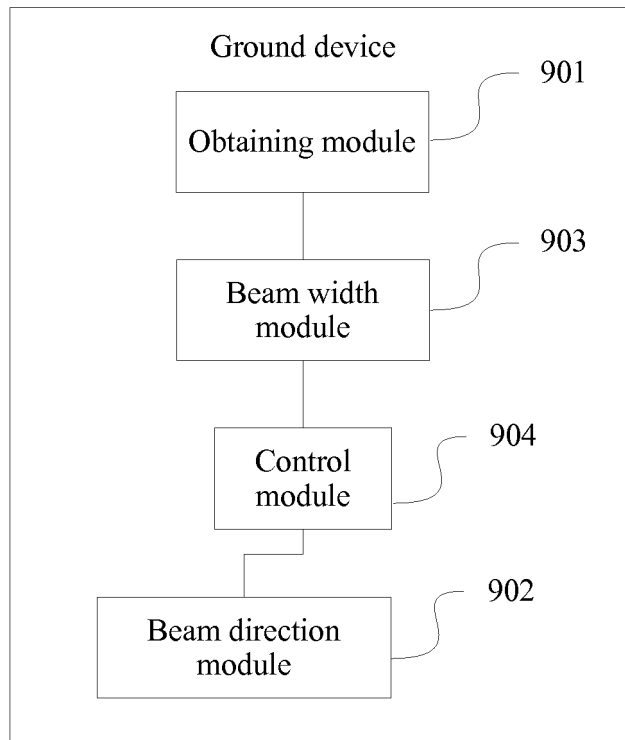 Ground device
901
Obtaining module
903
Beam width
module
904
Control
module
902
Beam direction
module